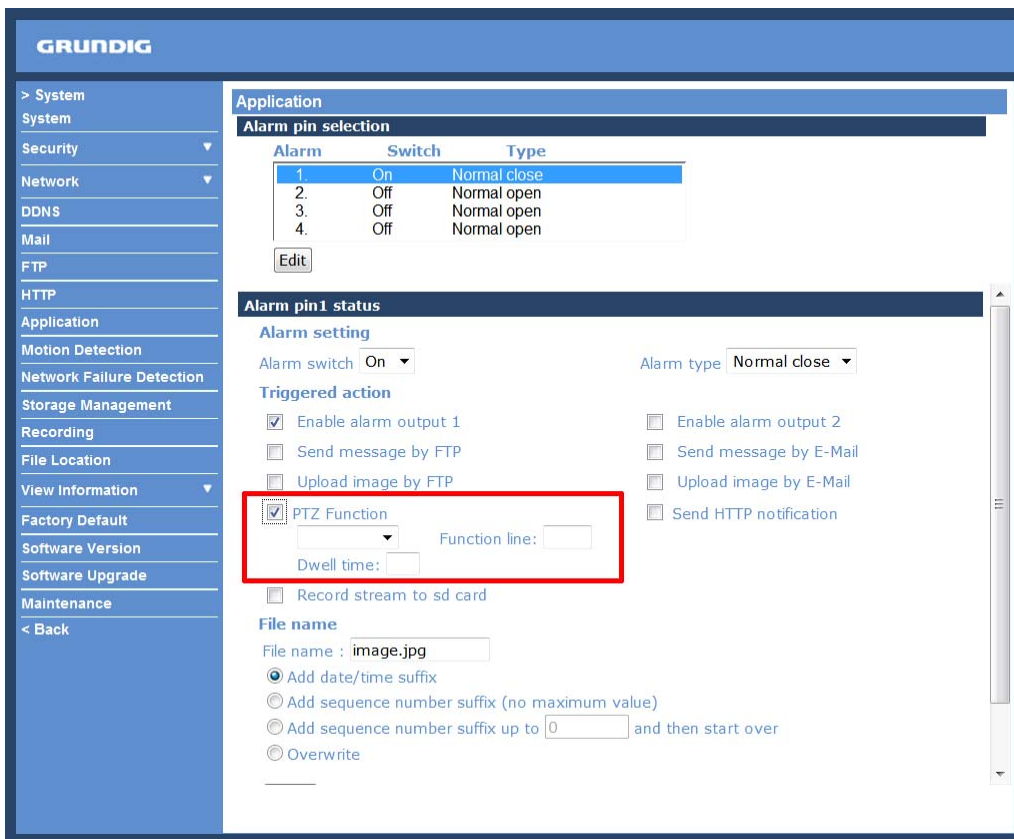 GRUNDIG
> System
System
Security
Network
DDNS
Mail
FTP
HTTP
Application
Motion Detection
Network Failure Detection
Storage Management
Recording
File Location
View Information
Factory Default
Software Version
Software Upgrade
Maintenance
< Back
Application
Alarm pin selection
Alarm Switch Type
1. On Normal close
2. Off Normal open
3. Off Normal open
4. Off Normal open
Edit
Alarm pin1 status
Alarm setting
Alarm switch On Alarm type Normal close
Triggered action
Enable alarm output 1 Enable alarm output 2
Send message by FTP Send message by E-Mail
Upload image by FTP Upload image by E-Mail
PTZ Function Send HTTP notification
Function line:
Dwell time:
Record stream to sd card
File name
File name : image.jpg
Add date/time suffix
Add sequence number suffix (no maximum value)
Add sequence number suffix up to 0 and then start over
Overwrite